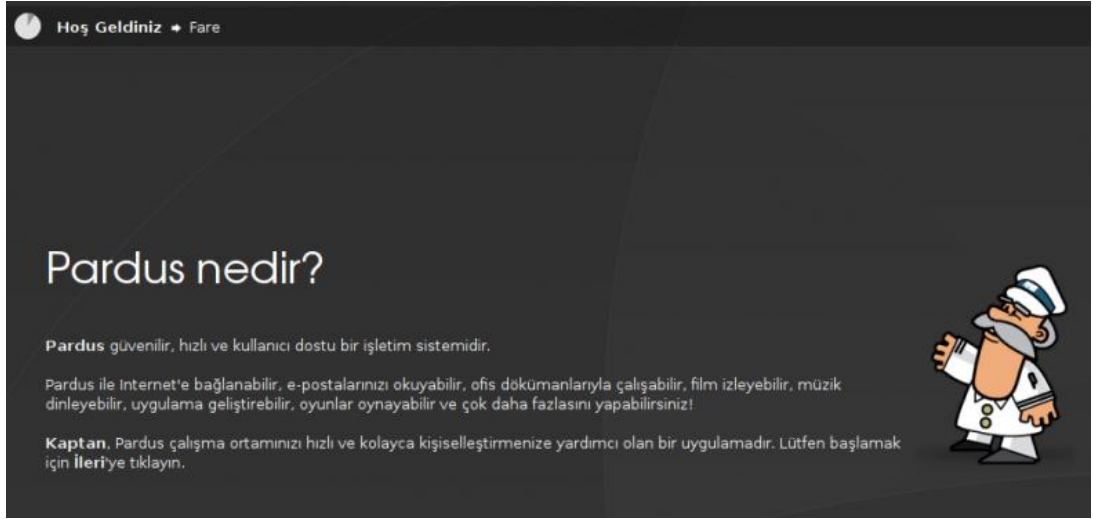 Hoş Geldiniz ➧ Fare
Pardus nedir?
Pardus güvenilir, hızlı ve kullanıcı dostu bir işletim sistemidir.
Pardus ile Internet'e bağlanabilir, e-postalarınızı okuyabilir, ofis dökümanlarıyla çalışabilir, film izleyebilir, müzik
dinleyebilir, uygulama geliştirebilir, oyunlar oynayabilir ve çok daha fazlasını yapabilirsiniz!
Kaptan, Pardus çalışma ortamınızı hızlı ve kolayca kişiselleştirmenize yardımcı olan bir uygulamadır. Lütfen başlamak
için İleri'ye tıklayın.